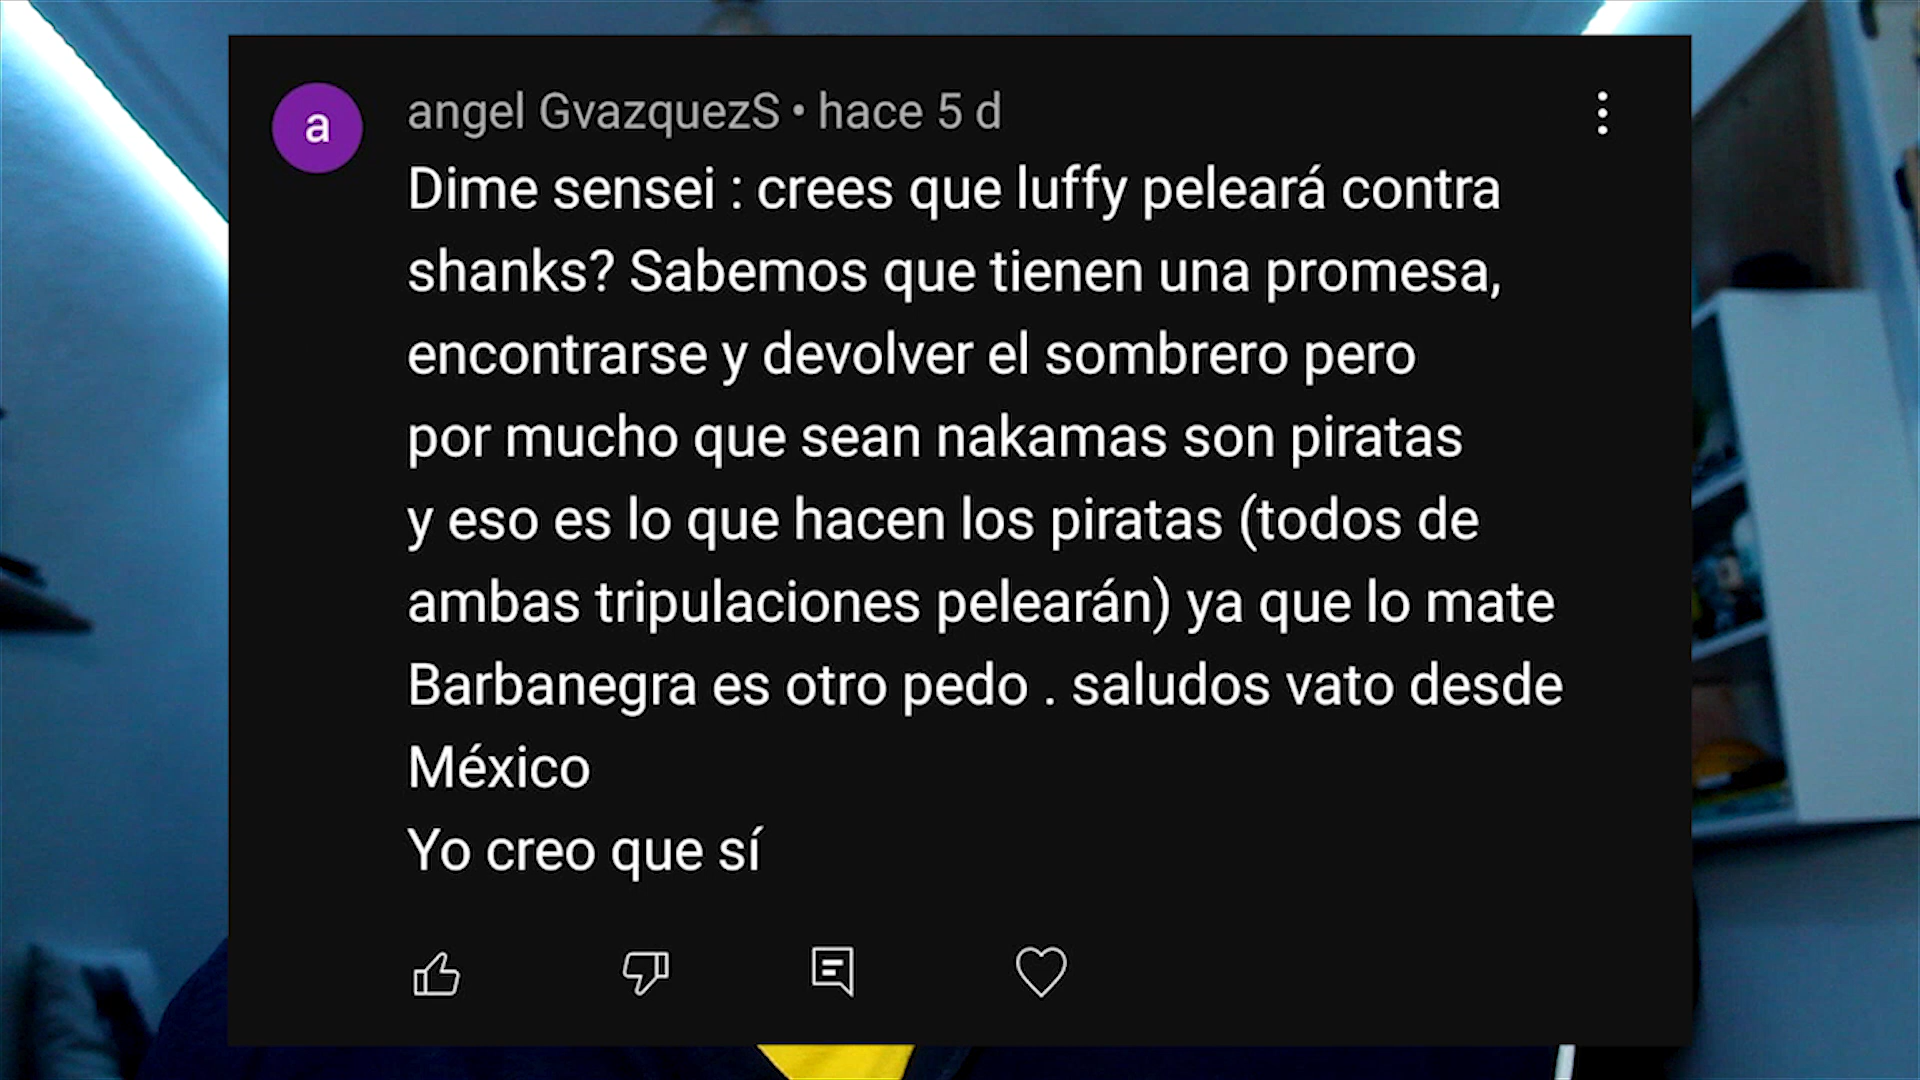 a
angel GvazquezS • hace 5 d
Dime sensei : crees que luffy peleará contra
shanks? Sabemos que tienen una promesa,
encontrarse y devolver el sombrero pero
por mucho que sean nakamas son piratas
y eso es lo que hacen los piratas (todos de
ambas tripulaciones pelearán) ya que lo mate
Barbanegra es otro pedo . saludos vato desde
México
Yo creo que sí